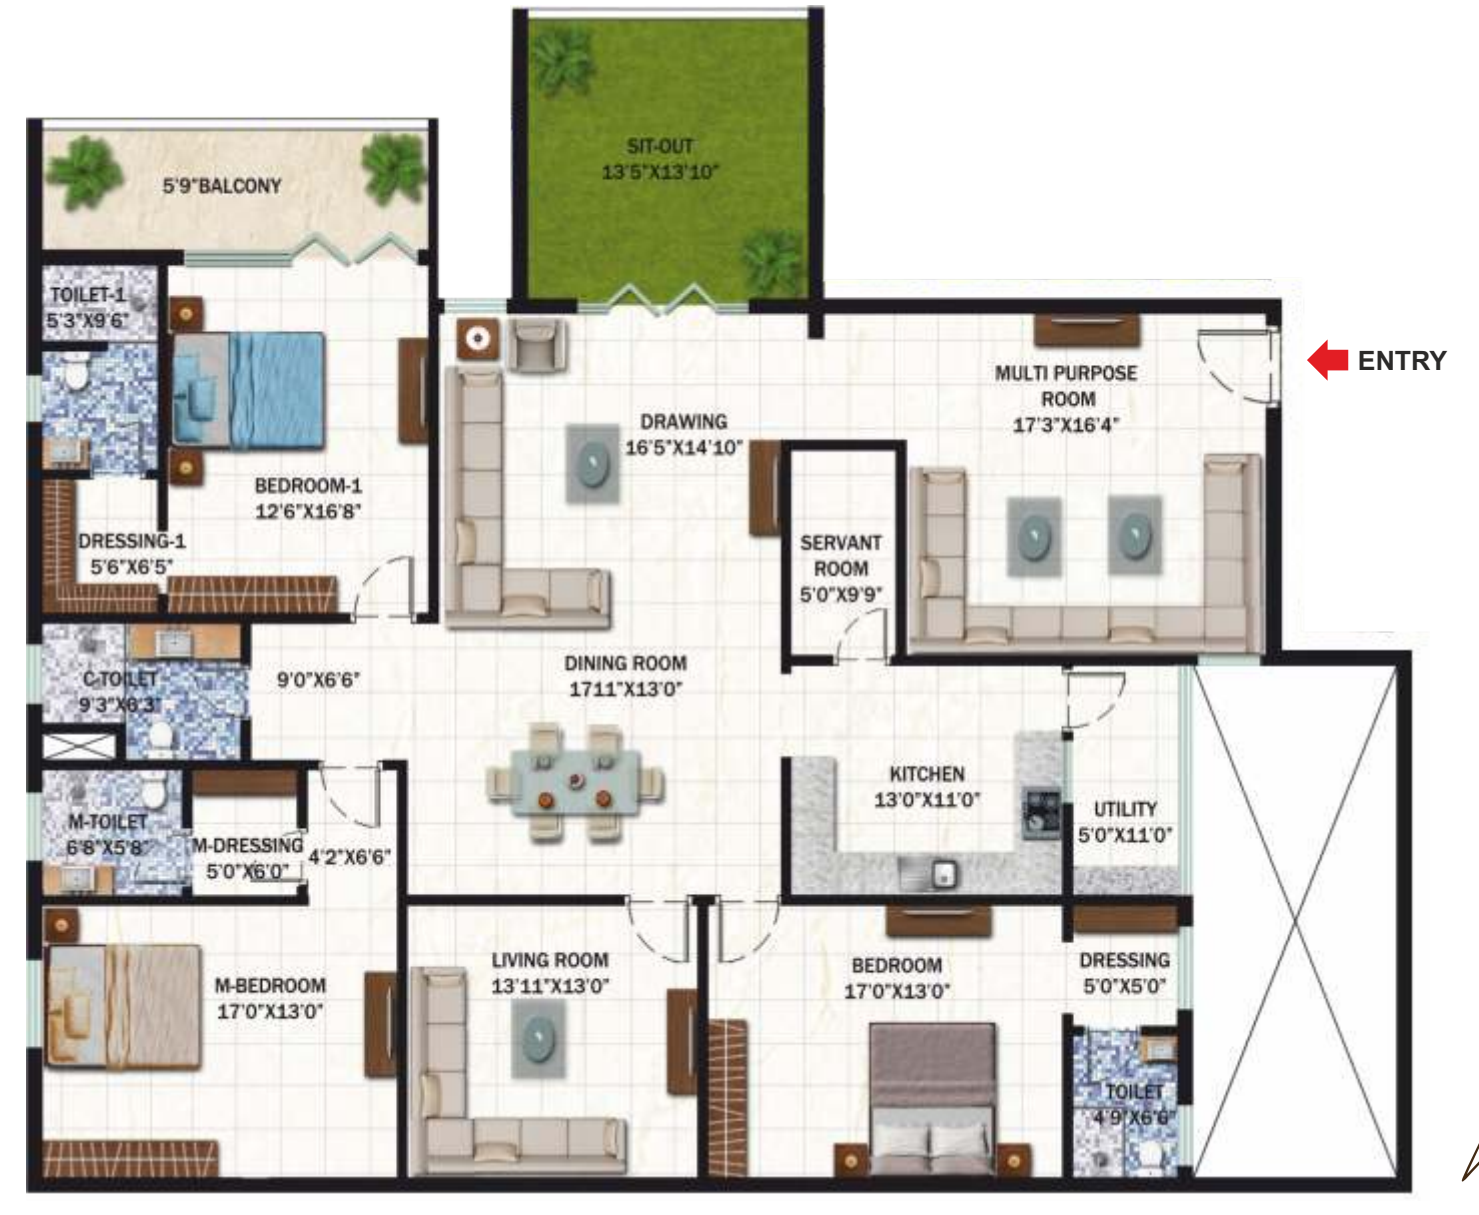 SIT-OUT
13'5"X13'10"
5'9"BALCONY
TOILET-1
5'3"X9'6"
ENTRY
MULTI PURPOSE
ROOM
17'3"X16'4"
DRAWING
16'5"X14'10"
BEDROOM-1
12'6"X16'8"
DRESSING-1
5'6"X6'5"
SERVANT
ROOM
5'0"X9'9"
DINING ROOM
1711"X13'0"
9'0"X6'6"
C-TOILET
9'3"X6'3"
KITCHEN
13'0"X11'0"
UTILITY
5'0"X11'0"
M-TOILET
6'8"X5'8"
M-DRESSING
5'0"X6'0"
4'2"X6'6"
M-BEDROOM
17'0"X13'0"
LIVING ROOM
13'11"X13'0"
BEDROOM
17'0"X13'0"
DRESSING
5'0"X5'0"
TOILET
4'9"X6'6"